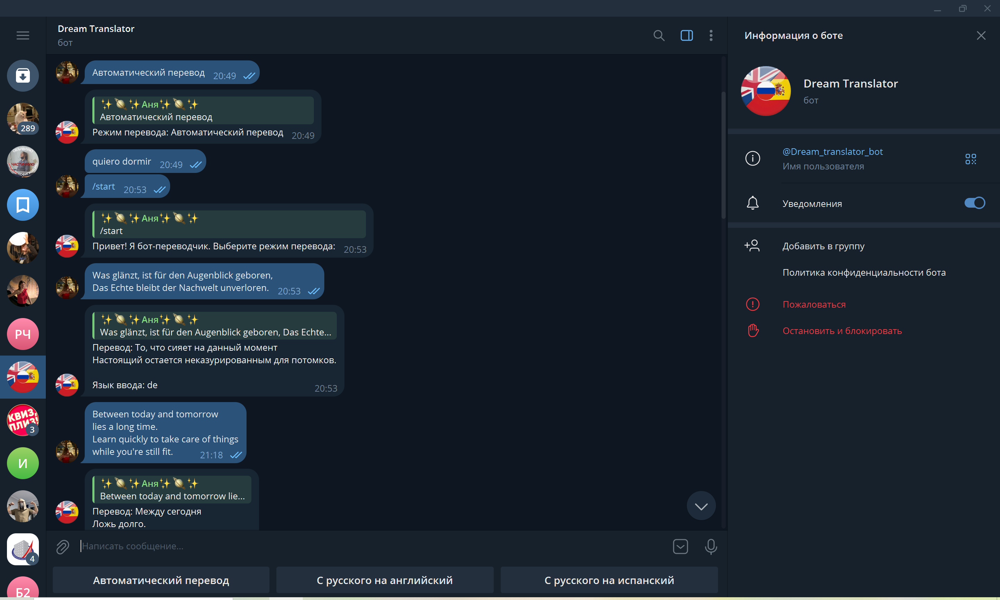 Dream Translator
бот
Автоматический перевод 20:49
✨🪐✨Аня✨🪐✨
Автоматический перевод
Режим перевода: Автоматический перевод 20:49
quiero dormir 20:49
/start 20:53
✨🪐✨Аня✨🪐✨
/start
Привет! Я бот-переводчик. Выберите режим перевода: 20:53
Was glänzt, ist für den Augenblick geboren,
Das Echte bleibt der Nachwelt unverloren. 20:53
✨🪐✨Аня✨🪐✨
Was glänzt, ist für den Augenblick geboren, Das Echte...
Перевод: То, что сияет на данный момент
Настоящий остается неказурированным для потомков.
Язык ввода: de
20:53
Between today and tomorrow
lies a long time.
Learn quickly to take care of things
while you're still fit. 21:18
✨🪐✨Аня✨🪐✨
Between today and tomorrow lie...
Перевод: Между сегодня
Ложь долго.
Написать сообщение...
Автоматический перевод
С русского на английский
С русского на испанский
289
ОБЪЯВЛЯЮ
ЧАСТИЧНУЮ
РЧ
КВИЗ,
ПЛИЗ!
3
И
4
Б2
Информация о боте
Dream Translator
бот
@Dream_translator_bot
Имя пользователя
Уведомления
Добавить в группу
Политика конфиденциальности бота
Пожаловаться
Остановить и блокировать